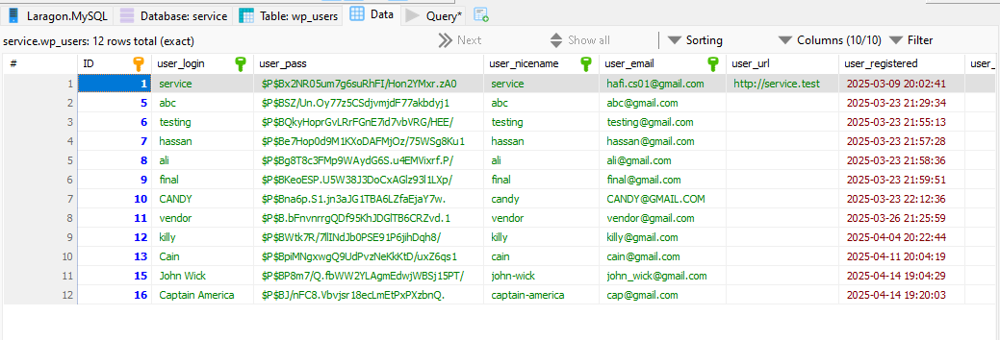 Laragon.MySQL Database: service Table: wp_users Data Query*
service.wp_users: 12 rows total (exact) Next Show all Sorting Columns (10/10) Filter
# ID user_login user_pass user_nicename user_email user_url user_registered user_
1 1 service $P$Bx2NR05um7g6suRhFI/Hon2YMxr.zA0 service hafi.cs01@gmail.com http://service.test 2025-03-09 20:02:41
2 5 abc $P$BSZ/Un.Oy77z5CSdjvmjdF77akbdyj1 abc abc@gmail.com 2025-03-23 21:29:34
3 6 testing $P$BQkyHoprGvLRrFGnE7id7vbVRG/HEE/ testing testing@gmail.com 2025-03-23 21:55:13
4 7 hassan $P$Be7Hop0d9M1KXoDAFMjOz/75WSg8Ku1 hassan hassan@gmail.com 2025-03-23 21:57:28
5 8 ali $P$Bg8T8c3FMp9WAydG6S.u4EMVixrf.P/ ali ali@gmail.com 2025-03-23 21:58:36
6 9 final $P$BKeoESP.U5W38J3DoCxAGlz93l1LXp/ final final@gmail.com 2025-03-23 21:59:51
7 10 CANDY $P$Bna6p.S1.jn3aJG1TBA6LZfaEjaY7w. candy CANDY@GMAIL.COM 2025-03-23 22:12:36
8 11 vendor $P$B.bFnvnrrgQDf95KhJDGlTB6CRZvd.1 vendor vendor@gmail.com 2025-03-26 21:25:59
9 12 killy $P$BWtk7R/7lINdJb0PSE91P6jihDqh8/ killy killy@gmail.com 2025-04-04 20:22:44
10 13 Cain $P$BpiMNgxwgQ9UdPvzNeKkKtD/uxZ6qs1 cain cain@gmail.com 2025-04-11 20:04:19
11 15 John Wick $P$BP8m7/Q.fbWW2YLAgmEdwjWBSj15PT/ john-wick john_wick@gmail.com 2025-04-14 19:04:29
12 16 Captain America $P$BJ/nFC8.Vbvjsr18ecLmEtPxPXzbnQ. captain-america cap@gmail.com 2025-04-14 19:20:03